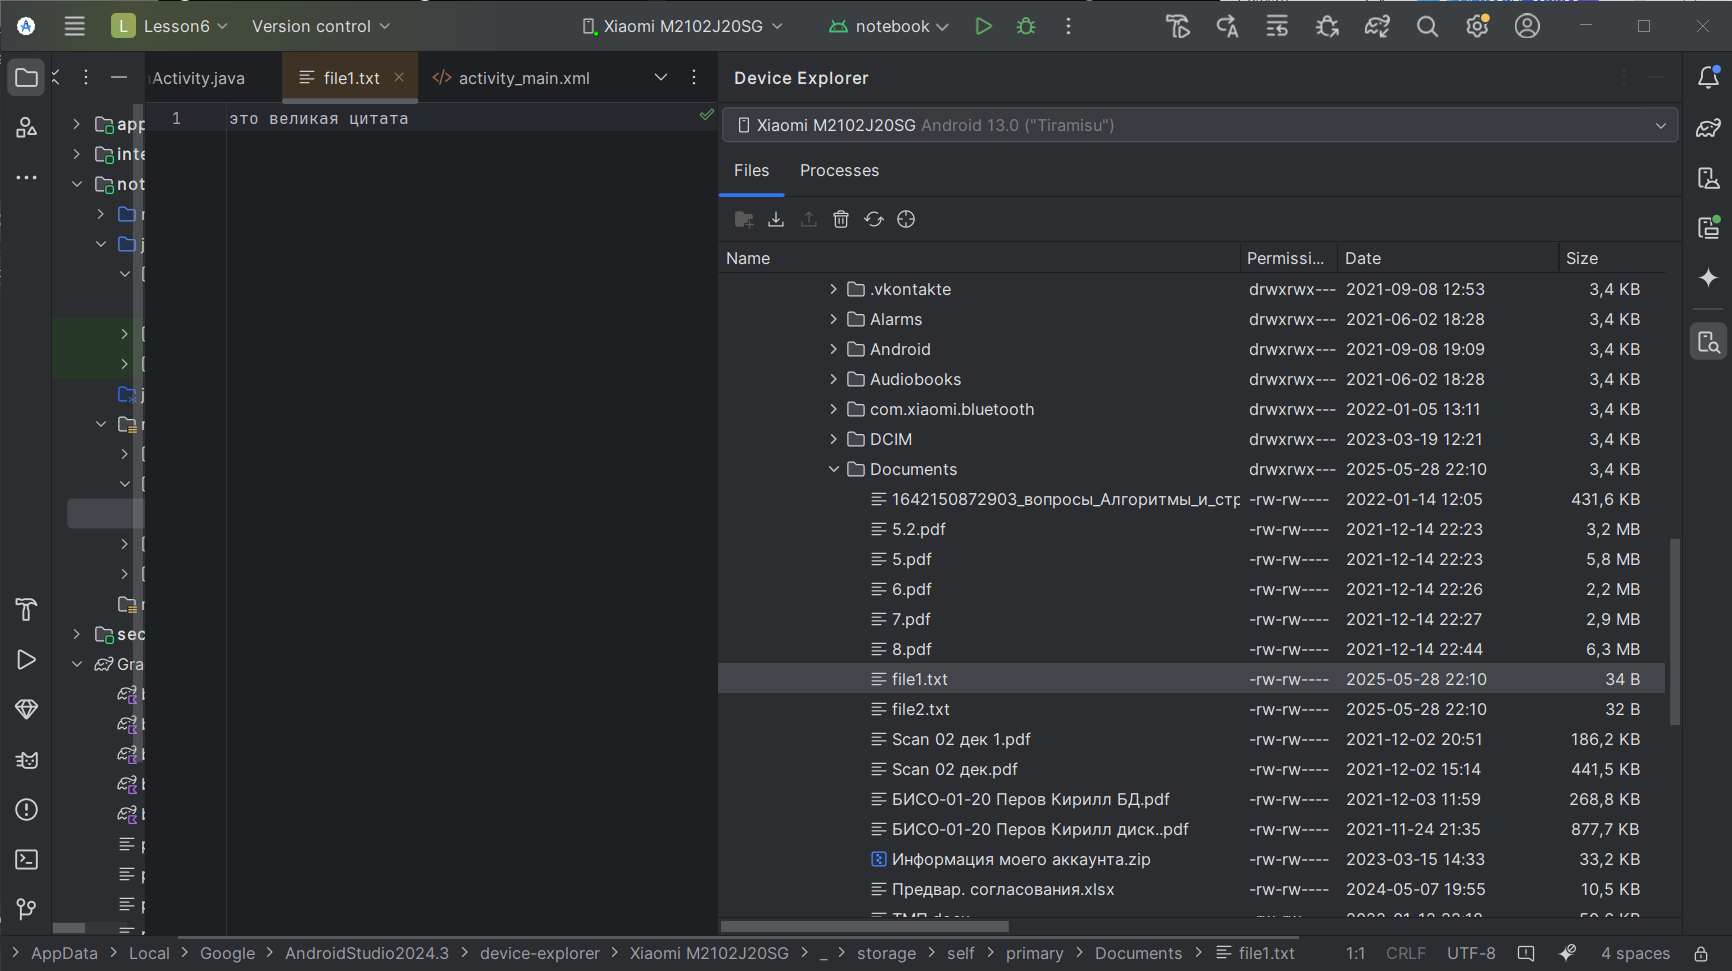 L Lesson6 Version control Xiaomi M2102J20SG notebook
Activity.java file1.txt activity_main.xml
1 это великая цитата
app
inte
not
sec
Gra
Device Explorer
Xiaomi M2102J20SG Android 13.0 ("Tiramisu")
Files Processes
Name Permissi... Date Size
.vkontakte drwxrwx--- 2021-09-08 12:53 3,4 KB
Alarms drwxrwx--- 2021-06-02 18:28 3,4 KB
Android drwxrwx--- 2021-09-08 19:09 3,4 KB
Audiobooks drwxrwx--- 2021-06-02 18:28 3,4 KB
com.xiaomi.bluetooth drwxrwx--- 2022-01-05 13:11 3,4 KB
DCIM drwxrwx--- 2023-03-19 12:21 3,4 KB
Documents drwxrwx--- 2025-05-28 22:10 3,4 KB
1642150872903_вопросы_Алгоритмы_и_стр -rw-rw---- 2022-01-14 12:05 431,6 KB
5.2.pdf -rw-rw---- 2021-12-14 22:23 3,2 MB
5.pdf -rw-rw---- 2021-12-14 22:23 5,8 MB
6.pdf -rw-rw---- 2021-12-14 22:26 2,2 MB
7.pdf -rw-rw---- 2021-12-14 22:27 2,9 MB
8.pdf -rw-rw---- 2021-12-14 22:44 6,3 MB
file1.txt -rw-rw---- 2025-05-28 22:10 34 B
file2.txt -rw-rw---- 2025-05-28 22:10 32 B
Scan 02 дек 1.pdf -rw-rw---- 2021-12-02 20:51 186,2 KB
Scan 02 дек.pdf -rw-rw---- 2021-12-02 15:14 441,5 KB
БИСО-01-20 Перов Кирилл БД.pdf -rw-rw---- 2021-12-03 11:59 268,8 KB
БИСО-01-20 Перов Кирилл диск..pdf -rw-rw---- 2021-11-24 21:35 877,7 KB
Информация моего аккаунта.zip -rw-rw---- 2023-03-15 14:33 33,2 KB
Предвар. согласования.xlsx -rw-rw---- 2024-05-07 19:55 10,5 KB
AppData Local Google AndroidStudio2024.3 device-explorer Xiaomi M2102J20SG _ storage self primary Documents file1.txt 1:1 CRLF UTF-8 4 spaces